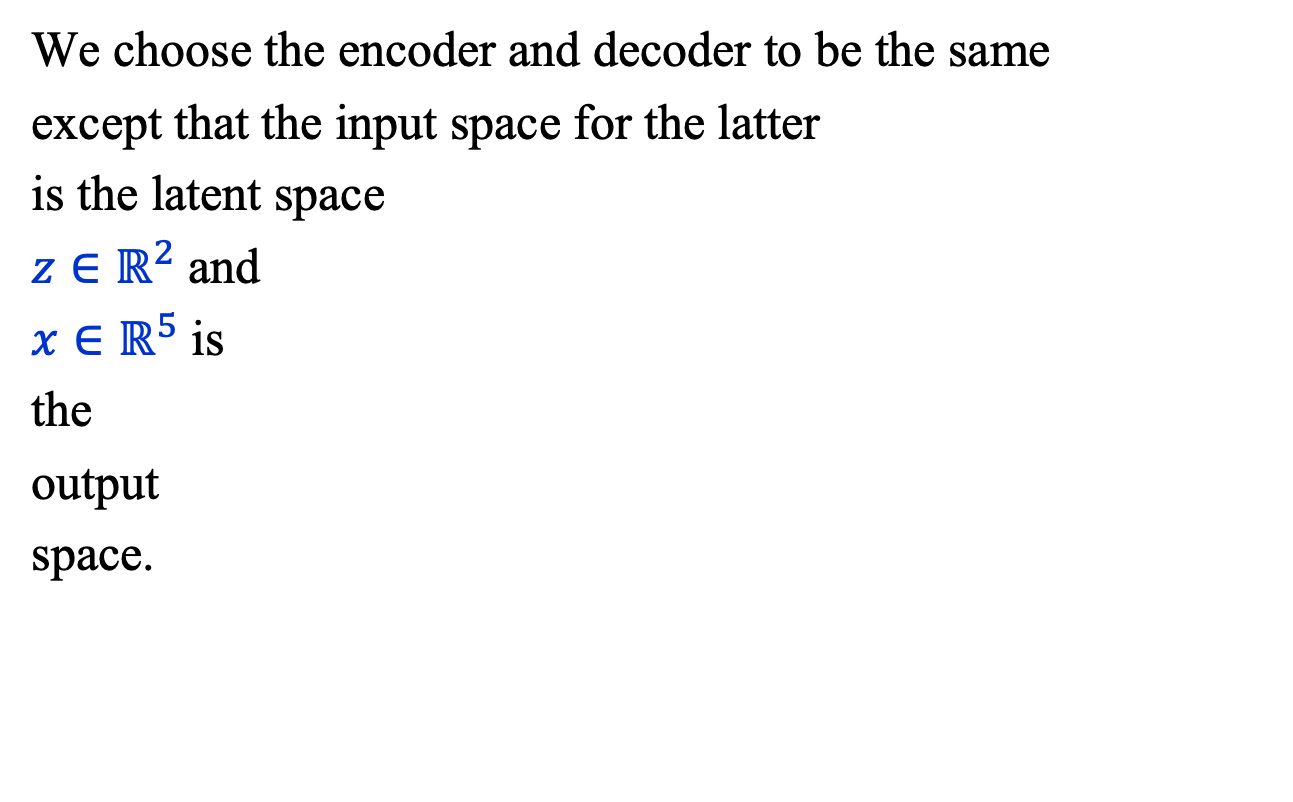 We choose the encoder and decoder to be the same
except that the input space for the latter
is the latent space
z ∈ ℝ² and
x ∈ ℝ⁵ is
the
output
space.